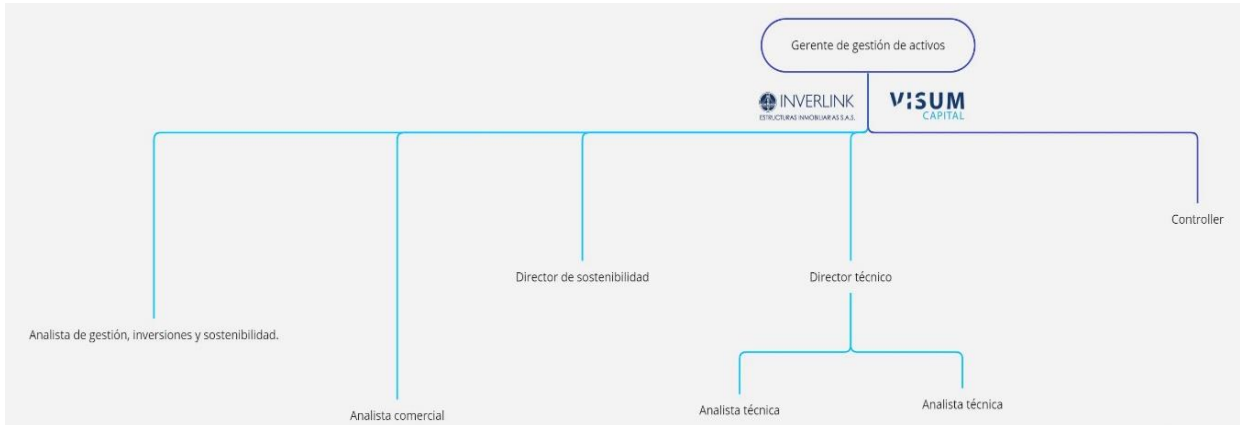 Gerente de gestión de activos
INVERLINK
ESTRUCTURAS INMOBILIARIAS S.A.S.
VISUM
CAPITAL
Controller
Director de sostenibilidad
Director técnico
Analista de gestión, inversiones y sostenibilidad.
Analista comercial
Analista técnica
Analista técnica